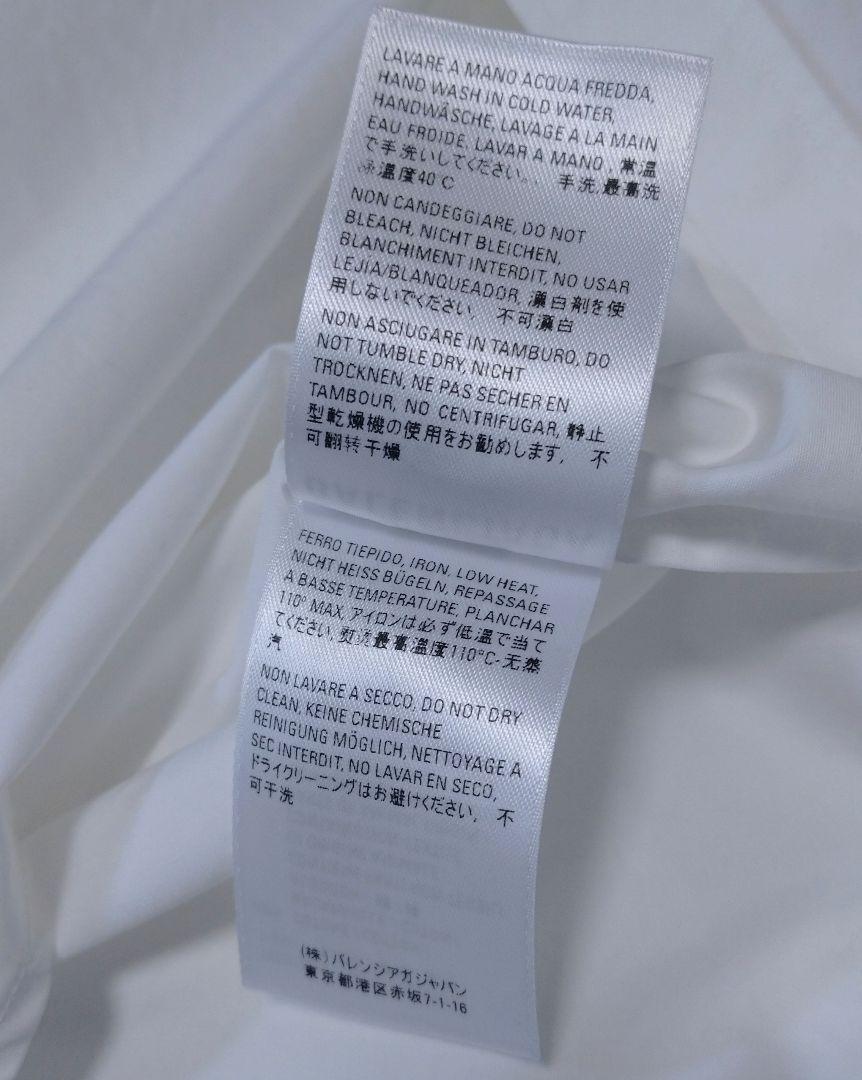 LAVARE A MANO ACQUA FREDDA,
HAND WASH IN COLD WATER,
HANDWÄSCHE, LAVAGE A LA MAIN
EAU FROIDE, LAVAR A MANO, 常温
で手洗いしてください。. 手洗,最高洗
涤温度40°C
NON CANDEGGIARE, DO NOT
BLEACH, NICHT BLEICHEN,
BLANCHIMENT INTERDIT, NO USAR
LEJÍA/BLANQUEADOR, 漂白剤を使
用しないでください。 不可漂白
NON ASCIUGARE IN TAMBURO, DO
NOT TUMBLE DRY, NICHT
TROCKNEN, NE PAS SECHER EN
TAMBOUR, NO CENTRIFUGAR, 静止
型乾燥機の使用をお勧めします, 不
可翻转干燥
FERRO TIEPIDO, IRON, LOW HEAT,
NICHT HEISS BÜGELN, REPASSAGE
A BASSE TEMPERATURE, PLANCHAR
110° MAX, アイロンは必ず低温で当て
てください, 熨烫最高温度110°C-无蒸
汽
NON LAVARE A SECCO, DO NOT DRY
CLEAN, KEINE CHEMISCHE
REINIGUNG MÖGLICH, NETTOYAGE A
SEC INTERDIT, NO LAVAR EN SECO,
ドライクリーニングはお避けください, 不
可干洗
(株)バレンシアガジャパン
東京都港区赤坂7-1-16